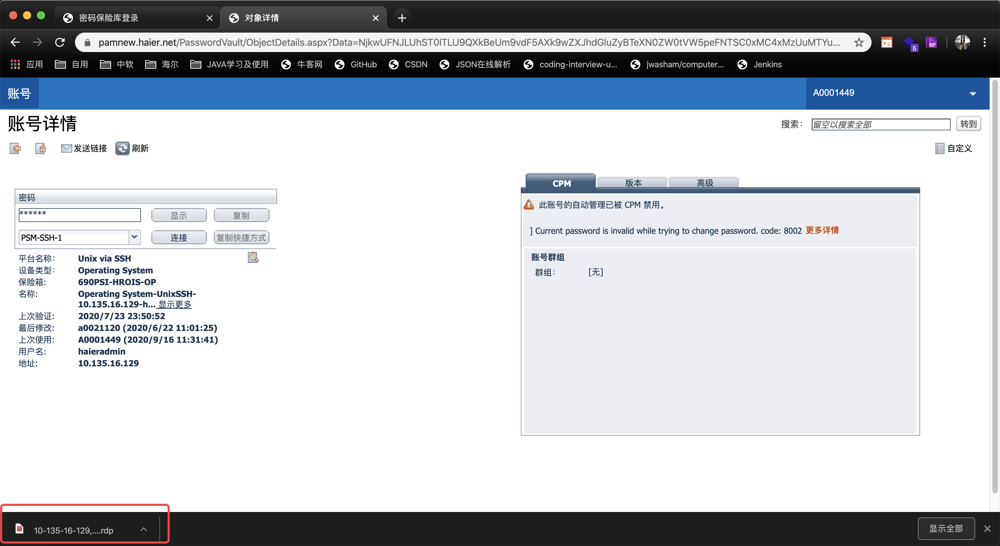 密码保险库登录
对象详情
pamnew.haier.net/PasswordVault/ObjectDetails.aspx?Data=NjkwUFNJLUhST0lTLU9QXkBeUm9vdF5AXk9wZXJhdGluZyBTeXN0ZW0tVW5peFNTSC0xMC4xMzUuMTYu...
5
RP
应用
自用
中软
海尔
JAVA学习及使用
牛客网
GitHub
CSDN
JSON在线解析
coding-interview-u...
jwasham/computer...
Jenkins
账号
A0001449
账号详情
搜索：
留空以搜索全部
转到
发送链接
刷新
自定义
密码
******
显示
复制
PSM-SSH-1
连接
复制快捷方式
平台名称： Unix via SSH
设备类型： Operating System
保险箱： 690PSI-HROIS-OP
名称： Operating System-UnixSSH-
10.135.16.129-h... 显示更多
上次验证： 2020/7/23 23:50:52
最后修改： a0021120 (2020/6/22 11:01:25)
上次使用： A0001449 (2020/9/16 11:31:41)
用户名： haieradmin
地址： 10.135.16.129
CPM
版本
高级
此账号的自动管理已被 CPM 禁用。
] Current password is invalid while trying to change password. code: 8002 更多详情
账号群组
群组： [无]
10-135-16-129,....rdp
显示全部